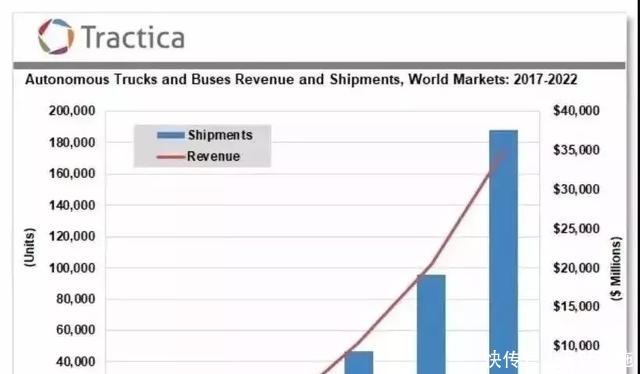 Tractica
Autonomous Trucks and Buses Revenue and Shipments, World Markets: 2017-2022
200,000
180,000
160,000
140,000
120,000
100,000
80,000
60,000
40,000
(Units)
Shipments
Revenue
$40,000
$35,000
$30,000
$25,000
$20,000
$15,000
$10,000
($ Millions)
快传